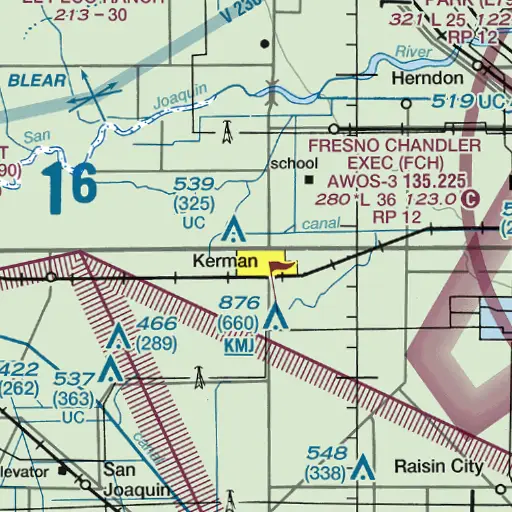 213 - 30
V 230
321 L 25 122
RP 12
River
Herndon
BLEAR
Joaquin
519 UC
San
FRESNO CHANDLER
EXEC (FCH)
AWOS-3 135.225
280 *L 36 123.0 C
RP 12
school
90)
16
539
(325)
UC
canal
Kerman
876
(660)
KMJ
466
(289)
422
(262)
537
(363)
UC
canal
548
(338)
Raisin City
elevator
San
Joaquin